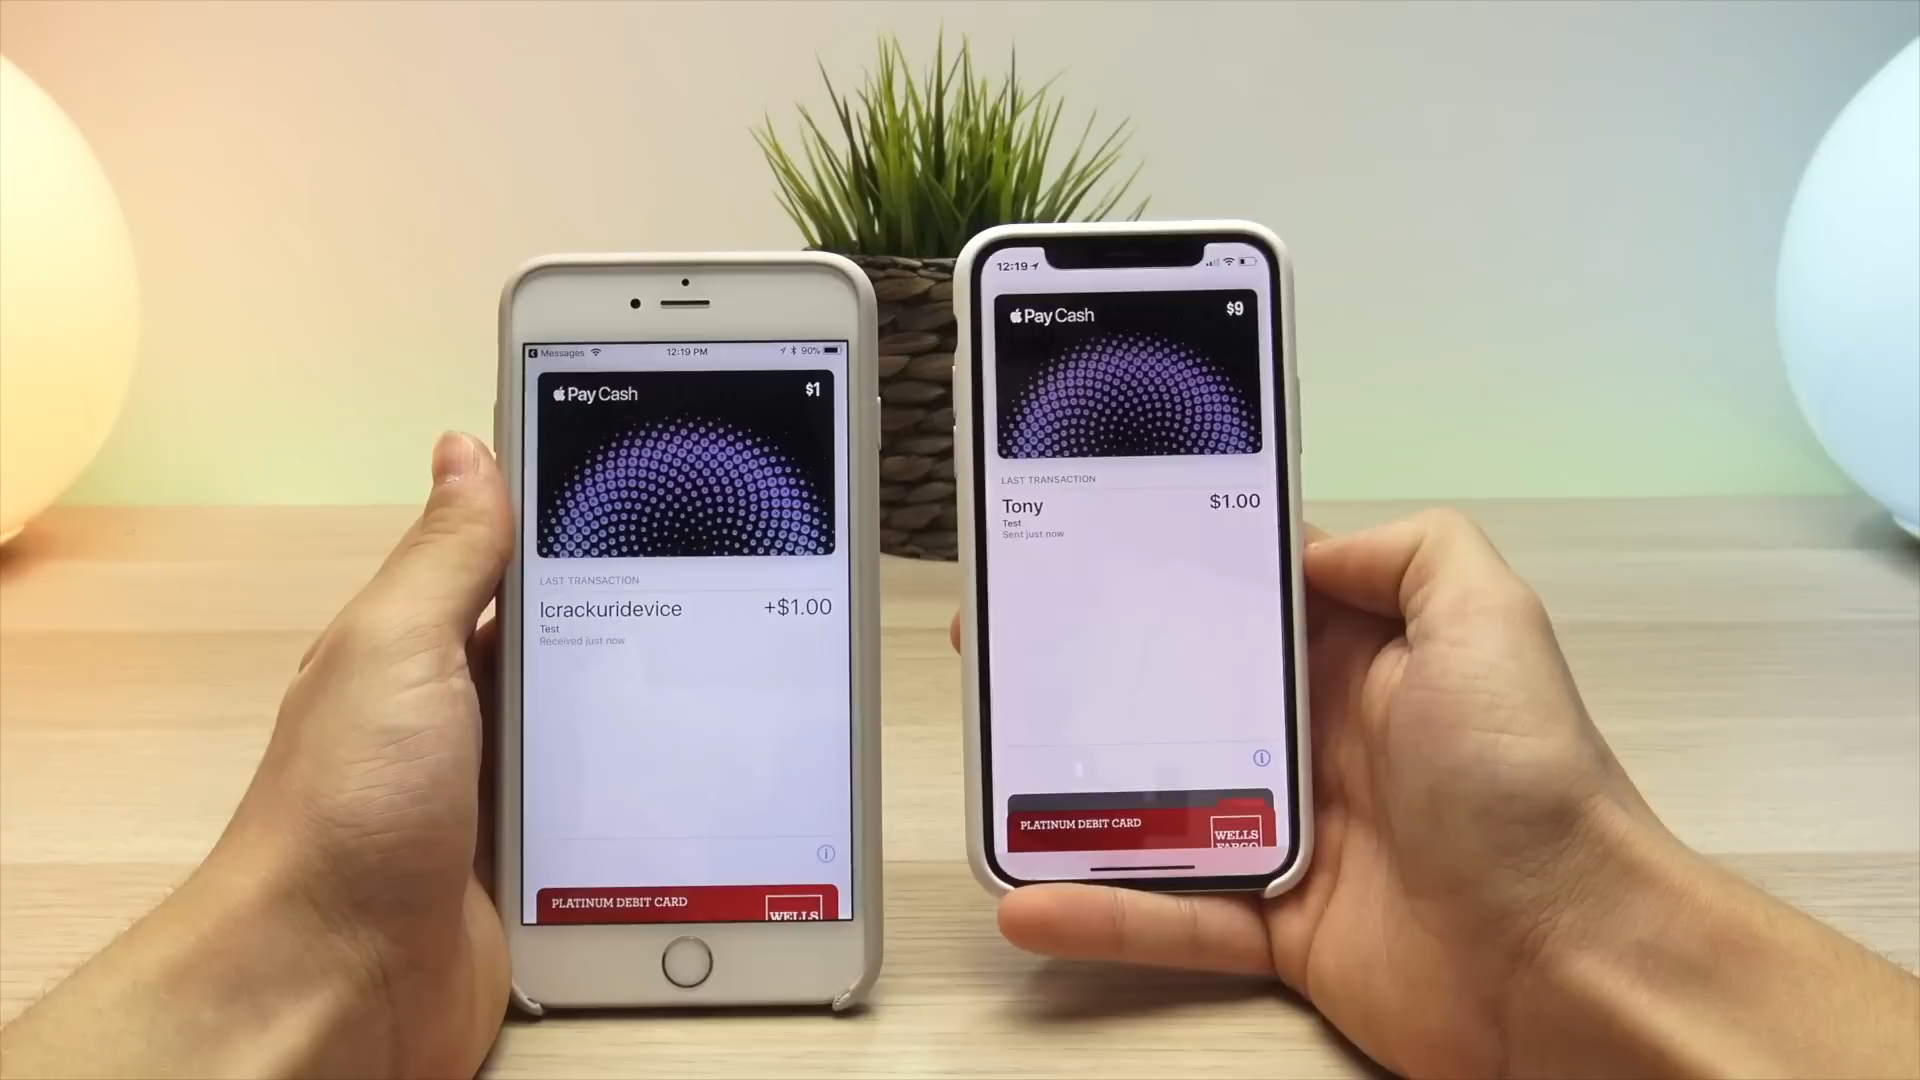 Messages 12:19 PM 90%
Pay Cash $1
LAST TRANSACTION
Icrackuridevice +$1.00
Test
Received just now
PLATINUM DEBIT CARD WELLS
12:19
Pay Cash $9
LAST TRANSACTION
Tony $1.00
Test
Sent just now
PLATINUM DEBIT CARD WELLS
FARGO